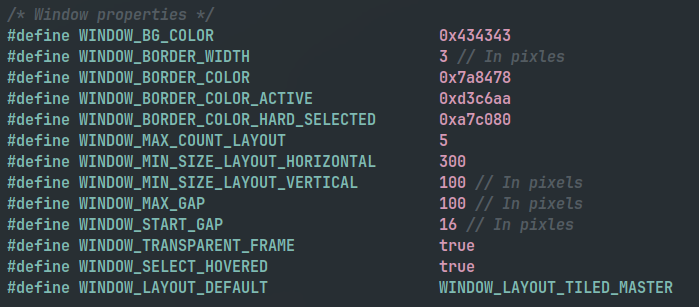 /* Window properties */
#define WINDOW_BG_COLOR 0x434343
#define WINDOW_BORDER_WIDTH 3 // In pixles
#define WINDOW_BORDER_COLOR 0x7a8478
#define WINDOW_BORDER_COLOR_ACTIVE 0xd3c6aa
#define WINDOW_BORDER_COLOR_HARD_SELECTED 0xa7c080
#define WINDOW_MAX_COUNT_LAYOUT 5
#define WINDOW_MIN_SIZE_LAYOUT_HORIZONTAL 300
#define WINDOW_MIN_SIZE_LAYOUT_VERTICAL 100 // In pixels
#define WINDOW_MAX_GAP 100 // In pixels
#define WINDOW_START_GAP 16 // In pixles
#define WINDOW_TRANSPARENT_FRAME true
#define WINDOW_SELECT_HOVERED true
#define WINDOW_LAYOUT_DEFAULT WINDOW_LAYOUT_TILED_MASTER